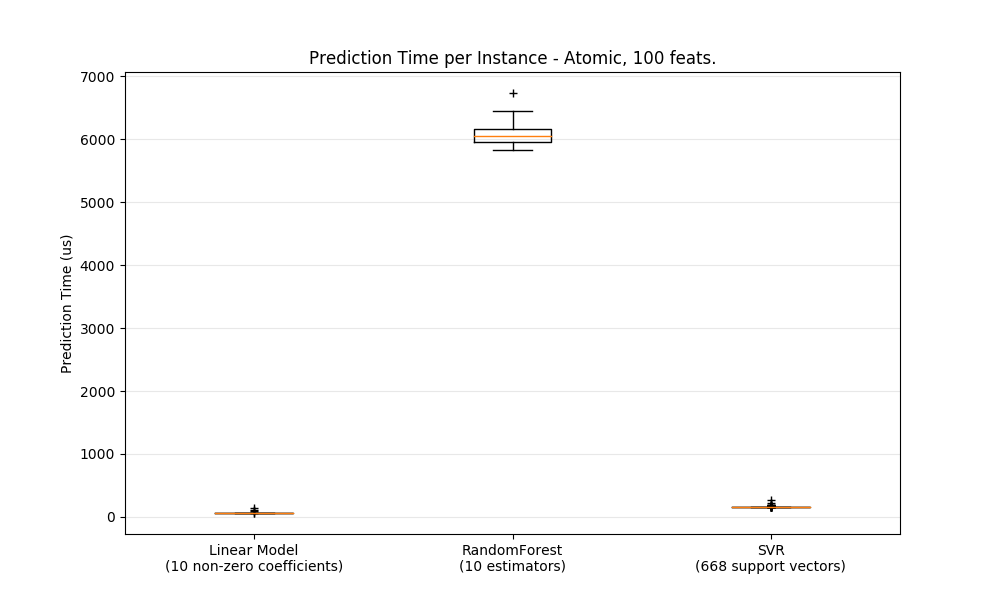 Prediction Time per Instance - Atomic, 100 feats.
7000
6000
5000
4000
3000
2000
1000
0
Prediction Time (us)
Linear Model
(10 non-zero coefficients)
RandomForest
(10 estimators)
SVR
(668 support vectors)